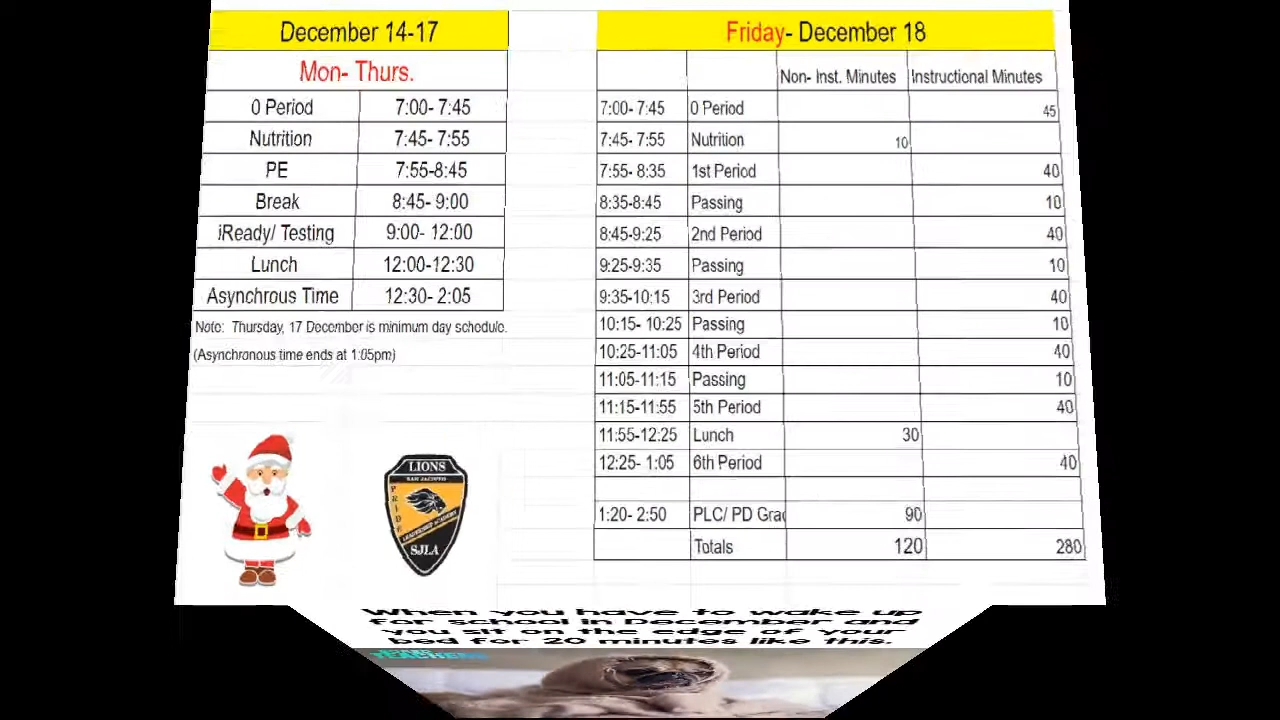 December 14-17
Mon- Thurs.
0 Period 7:00- 7:45
Nutrition 7:45- 7:55
PE 7:55-8:45
Break 8:45- 9:00
iReady/ Testing 9:00- 12:00
Lunch 12:00-12:30
Asynchrous Time 12:30- 2:05
Note: Thursday, 17 December is minimum day schedule.
(Asynchronous time ends at 1:05pm)
LIONS
SAN JACINTO
PRIDE
LEADERSHIP ACADEMY
SJLA
Friday- December 18
Non- Inst. Minutes Instructional Minutes
7:00- 7:45 0 Period 45
7:45- 7:55 Nutrition 10
7:55- 8:35 1st Period 40
8:35-8:45 Passing 10
8:45-9:25 2nd Period 40
9:25-9:35 Passing 10
9:35-10:15 3rd Period 40
10:15- 10:25 Passing 10
10:25-11:05 4th Period 40
11:05-11:15 Passing 10
11:15-11:55 5th Period 40
11:55-12:25 Lunch 30
12:25- 1:05 6th Period 40
1:20- 2:50 PLC/ PD Grad 90
Totals 120 280
When you have to wake up
for school in December and
you sit on the edge of your
bed for 20 minutes like this.